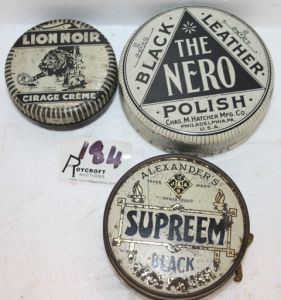 LION NOIR
CIRAGE CRÈME
BLACK LEATHER
THE
NERO
POLISH
CHAS. M. HATCHER MFG. CO
PHILADELPHIA, PA
U.S.A.
184
ROYCROFT
AUCTIONS
ALEXANDER'S
TRADE MARK
SUPREEM
BLACK